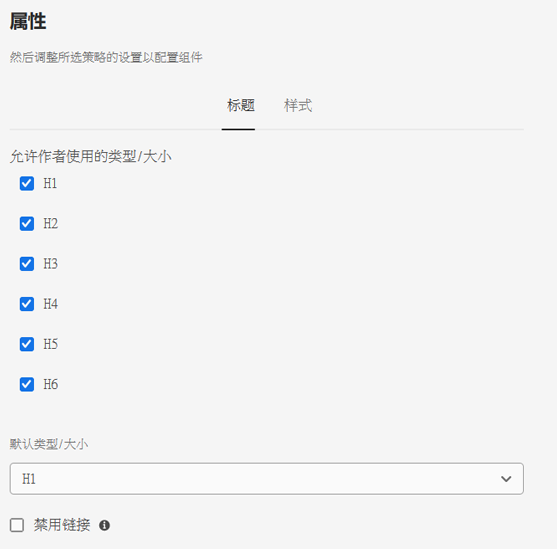 属性
然后调整所选策略的设置以配置组件
标题 样式
允许作者使用的类型/大小
H1
H2
H3
H4
H5
H6
默认类型/大小
H1
禁用链接